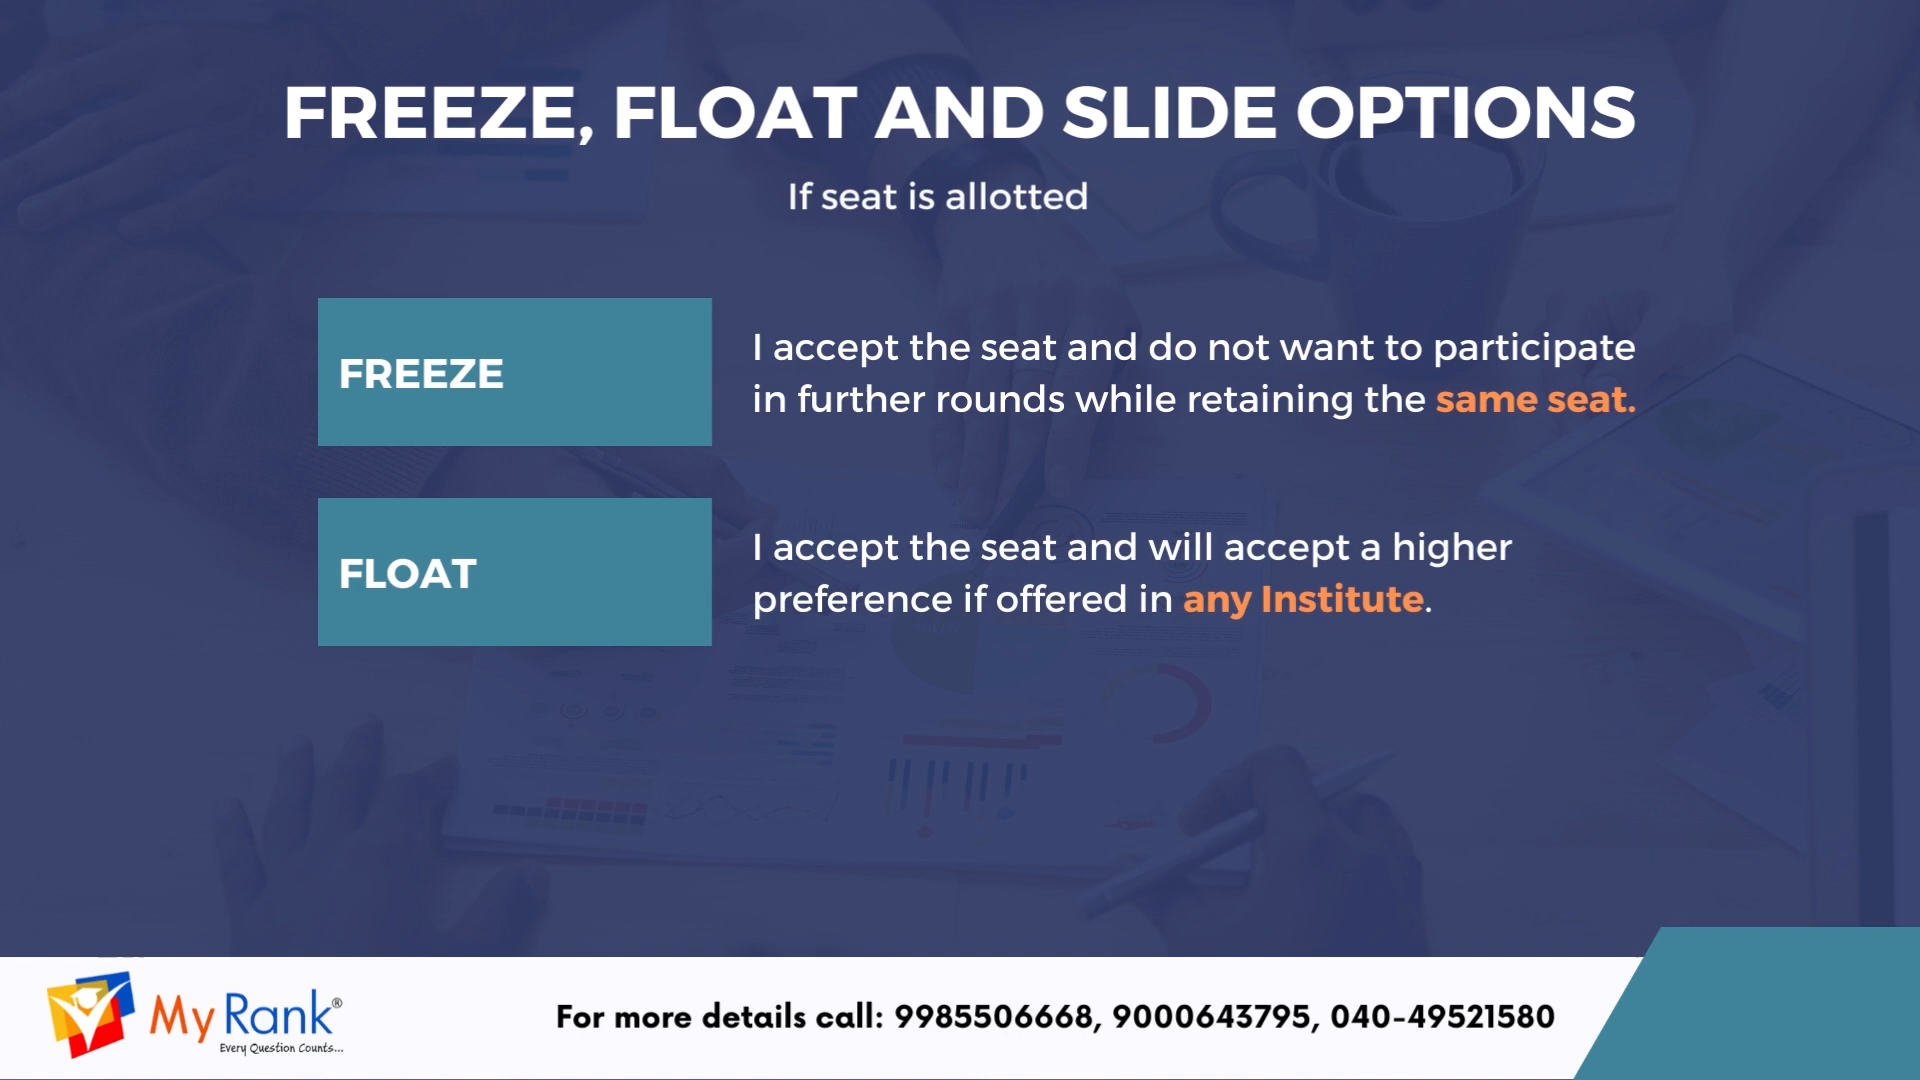 FREEZE, FLOAT AND SLIDE OPTIONS
If seat is allotted
FREEZE
I accept the seat and do not want to participate
in further rounds while retaining the same seat.
FLOAT
I accept the seat and will accept a higher
preference if offered in any Institute.
My Rank®
Every Question Counts...
For more details call: 9985506668, 9000643795, 040-49521580